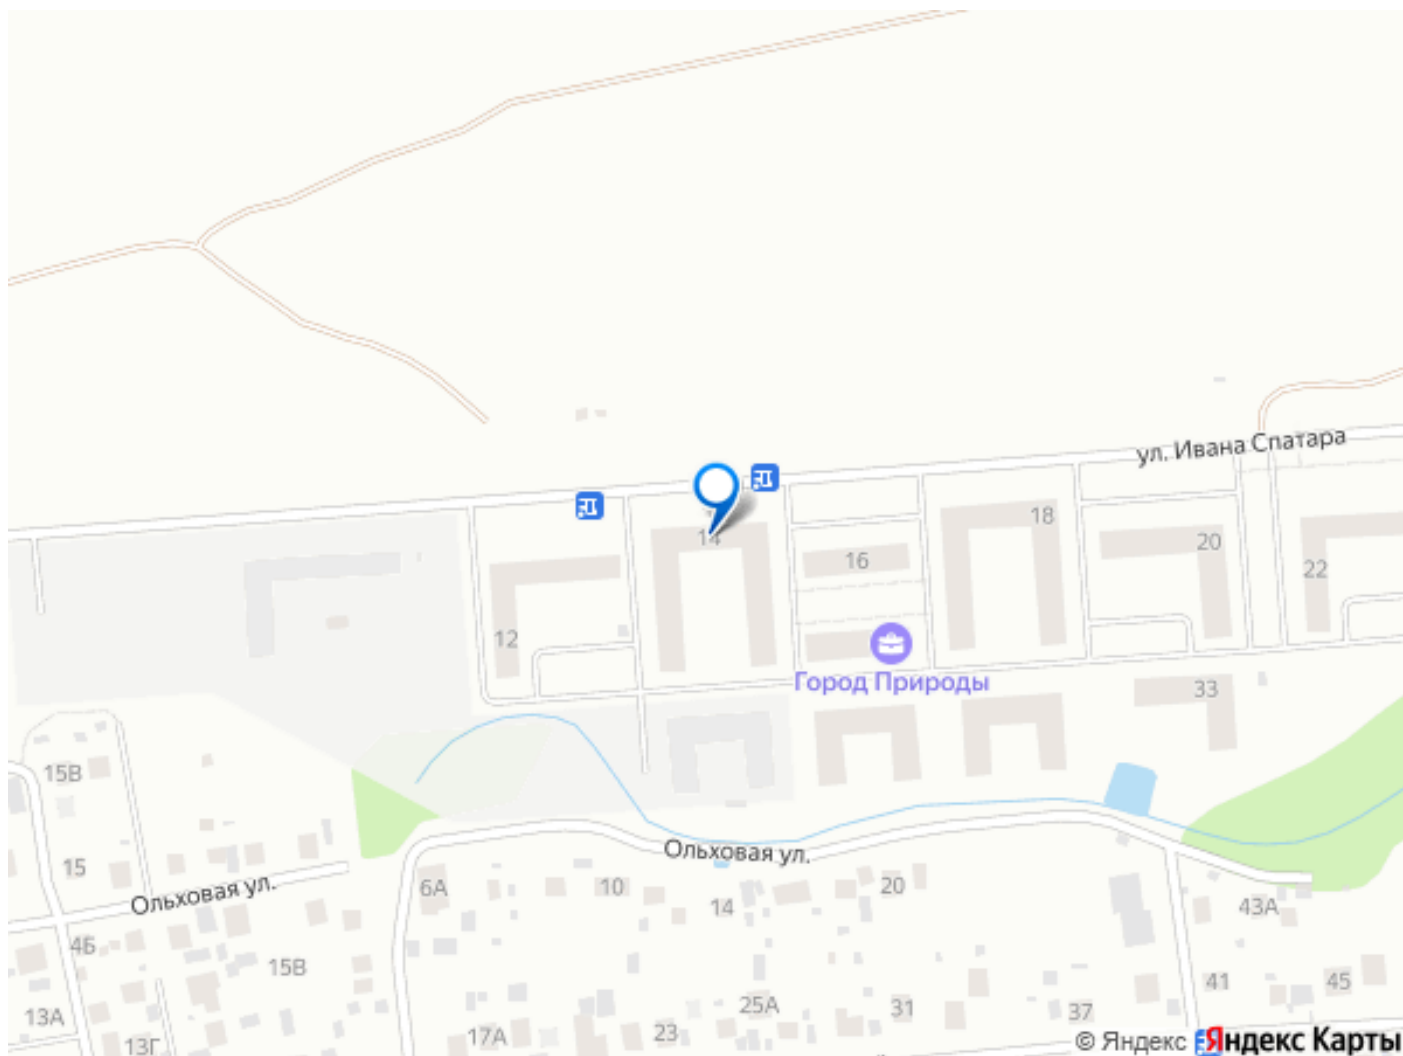 ул. Ивана Спатара
14
18
20
16
22
12
Город Природы
33
15В
15
Ольховая ул.
6А
10
14
20
Ольховая ул.
43А
4Б
15В
41
45
13А
25А
31
37
17А
23
13Г
© Яндекс
Яндекс Карты